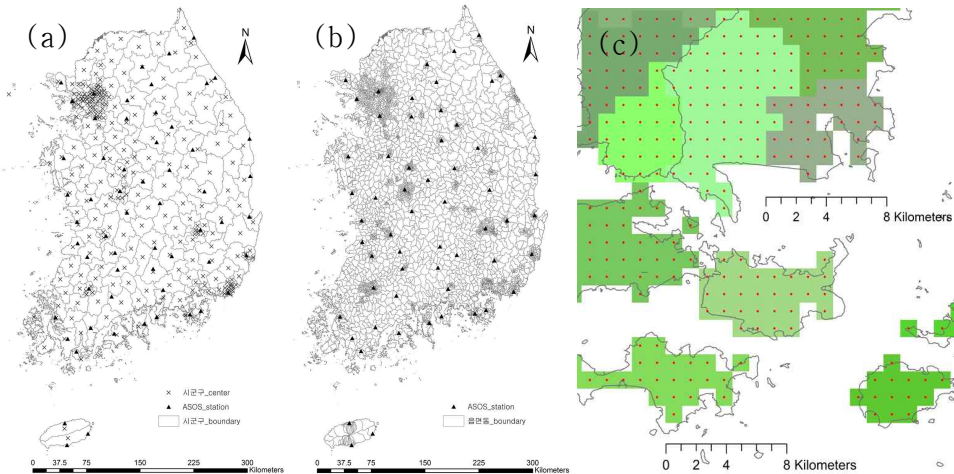 (a)
N
× 시군구_center
▲ ASOS_station
시군구_boundary
0 37.5 75 150 225 300
Kilometers
(b)
N
▲ ASOS_station
읍면동_boundary
0 37.5 75 150 225 300
Kilometers
(c)
0 2 4 8 Kilometers
0 2 4 8 Kilometers